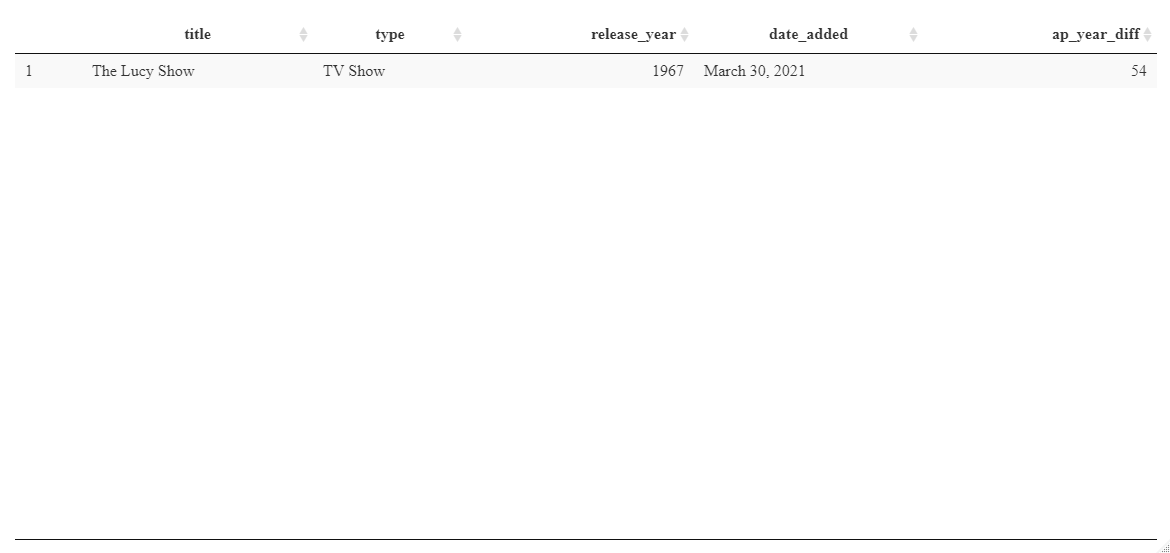 title type release_year date_added ap_year_diff
1 The Lucy Show TV Show 1967 March 30, 2021 54